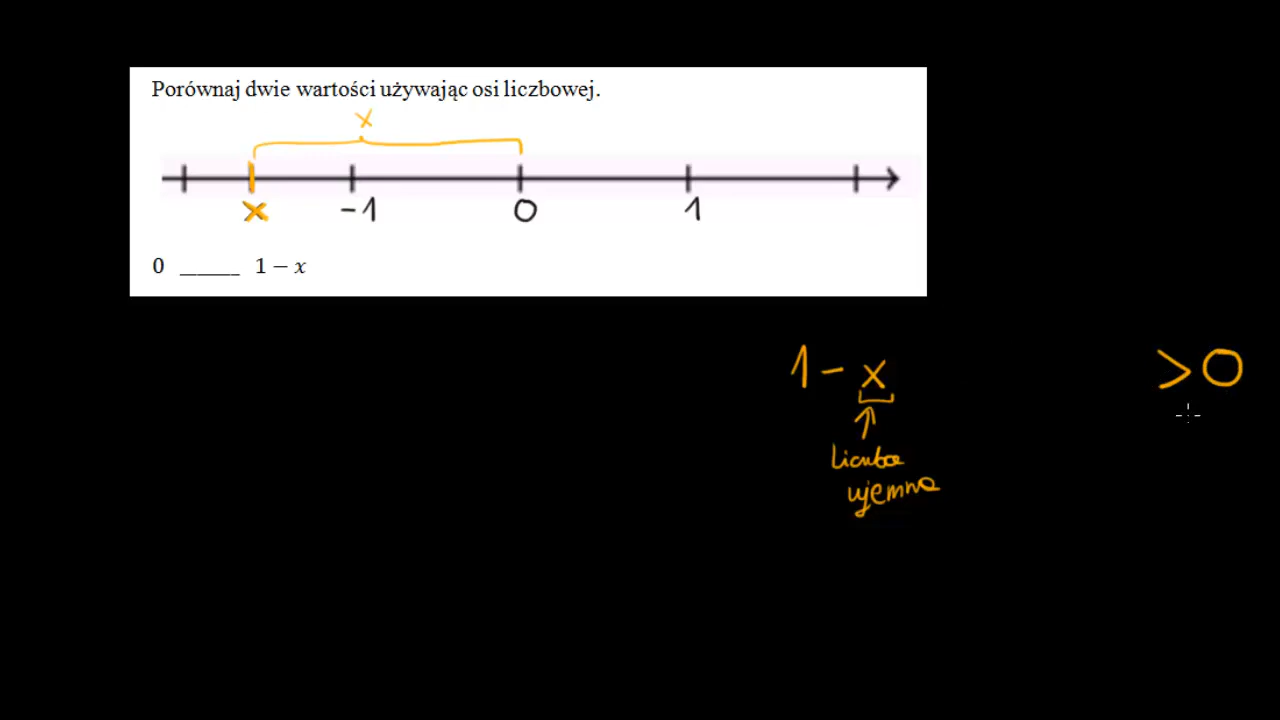 Porównaj dwie wartości używając osi liczbowej.
x
x -1 0 1
0 _____ 1 − x
1 - x > 0
liczba
ujemna